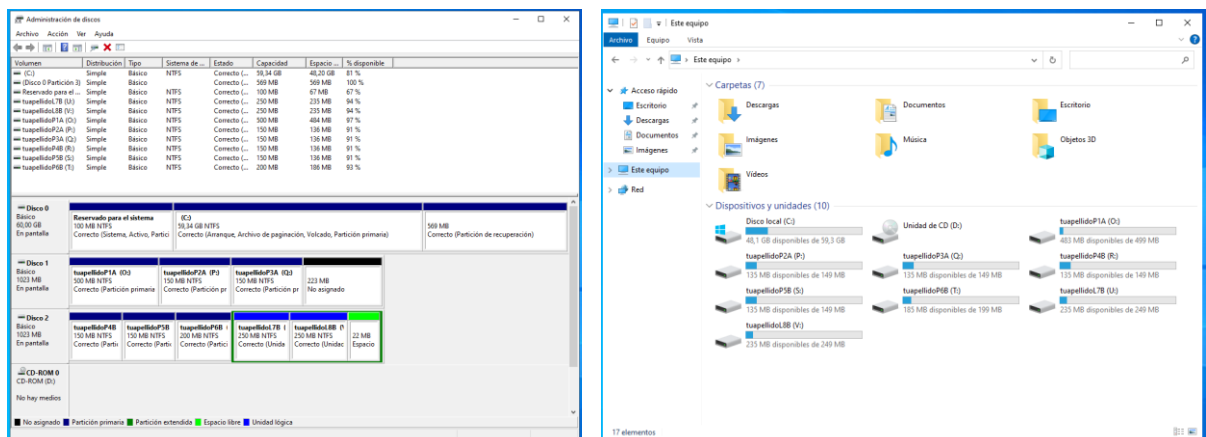 Administración de discos
Archivo Acción Ver Ayuda
Volumen Distribución Tipo Sistema de ... Estado Capacidad Espacio ... % disponible
(C:) Simple Básico NTFS Correcto (... 59,34 GB 48,20 GB 81 %
(Disco 0 Partición 3) Simple Básico Correcto (... 569 MB 569 MB 100 %
Reservado para el ... Simple Básico NTFS Correcto (... 100 MB 67 MB 67 %
tuapellidoL7B (U:) Simple Básico NTFS Correcto (... 250 MB 235 MB 94 %
tuapellidoL8B (V:) Simple Básico NTFS Correcto (... 250 MB 235 MB 94 %
tuapellidoP1A (O:) Simple Básico NTFS Correcto (... 500 MB 484 MB 97 %
tuapellidoP2A (P:) Simple Básico NTFS Correcto (... 150 MB 136 MB 91 %
tuapellidoP3A (Q:) Simple Básico NTFS Correcto (... 150 MB 136 MB 91 %
tuapellidoP4B (R:) Simple Básico NTFS Correcto (... 150 MB 136 MB 91 %
tuapellidoP5B (S:) Simple Básico NTFS Correcto (... 150 MB 136 MB 91 %
tuapellidoP6B (T:) Simple Básico NTFS Correcto (... 200 MB 186 MB 93 %
Disco 0
Básico
60,00 GB
En pantalla
Reservado para el sistema
100 MB NTFS
Correcto (Sistema, Activo, Partici
(C:)
59,34 GB NTFS
Correcto (Arranque, Archivo de paginación, Volcado, Partición primaria)
569 MB
Correcto (Partición de recuperación)
Disco 1
Básico
1023 MB
En pantalla
tuapellidoP1A (O:)
500 MB NTFS
Correcto (Partición primaria
tuapellidoP2A (P:)
150 MB NTFS
Correcto (Partición pr
tuapellidoP3A (Q:)
150 MB NTFS
Correcto (Partición pr
223 MB
No asignado
Disco 2
Básico
1023 MB
En pantalla
tuapellidoP4B
150 MB NTFS
Correcto (Partic
tuapellidoP5B
150 MB NTFS
Correcto (Partic
tuapellidoP6B (
200 MB NTFS
Correcto (Partici
tuapellidoL7B (
250 MB NTFS
Correcto (Unida
tuapellidoL8B (V
250 MB NTFS
Correcto (Unidac
22 MB
Espacio
CD-ROM 0
CD-ROM (D:)
No hay medios
No asignado Partición primaria Partición extendida Espacio libre Unidad lógica
Este equipo
Archivo Equipo Vista
Este equipo
Acceso rápido
Escritorio
Descargas
Documentos
Imágenes
Este equipo
Red
Carpetas (7)
Descargas
Documentos
Escritorio
Imágenes
Música
Objetos 3D
Vídeos
Dispositivos y unidades (10)
Disco local (C:)
48,1 GB disponibles de 59,3 GB
Unidad de CD (D:)
tuapellidoP1A (O:)
483 MB disponibles de 499 MB
tuapellidoP2A (P:)
135 MB disponibles de 149 MB
tuapellidoP3A (Q:)
135 MB disponibles de 149 MB
tuapellidoP4B (R:)
135 MB disponibles de 149 MB
tuapellidoP5B (S:)
135 MB disponibles de 149 MB
tuapellidoP6B (T:)
185 MB disponibles de 199 MB
tuapellidoL7B (U:)
235 MB disponibles de 249 MB
tuapellidoL8B (V:)
235 MB disponibles de 249 MB
17 elementos